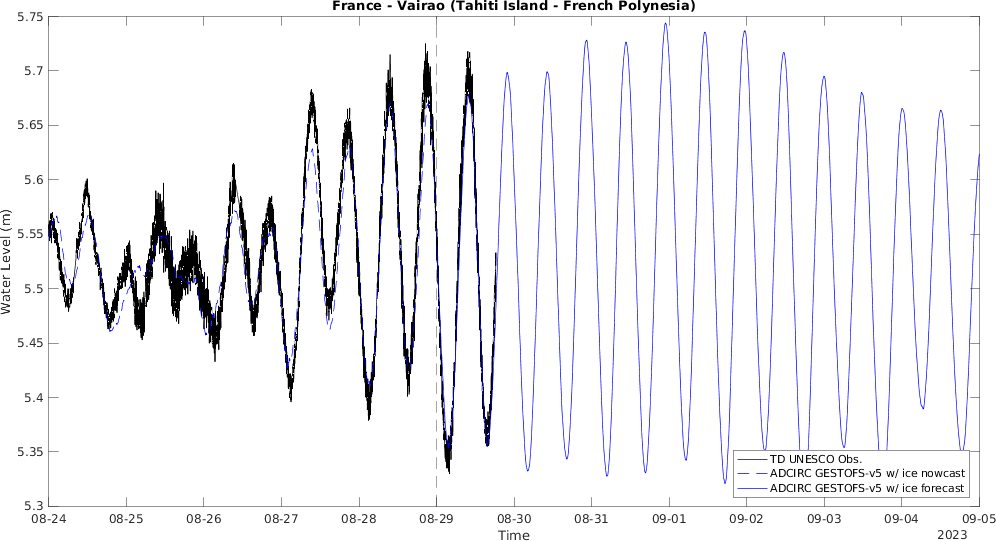 France - Vairao (Tahiti Island - French Polynesia)
5.75
5.7
5.65
5.6
5.55
5.5
5.45
5.4
5.35
5.3
Water Level (m)
TD UNESCO Obs.
ADCIRC GESTOFS-v5 w/ ice nowcast
ADCIRC GESTOFS-v5 w/ ice forecast
08-24 08-25 08-26 08-27 08-28 08-29 08-30 08-31 09-01 09-02 09-03 09-04 09-05
Time
2023